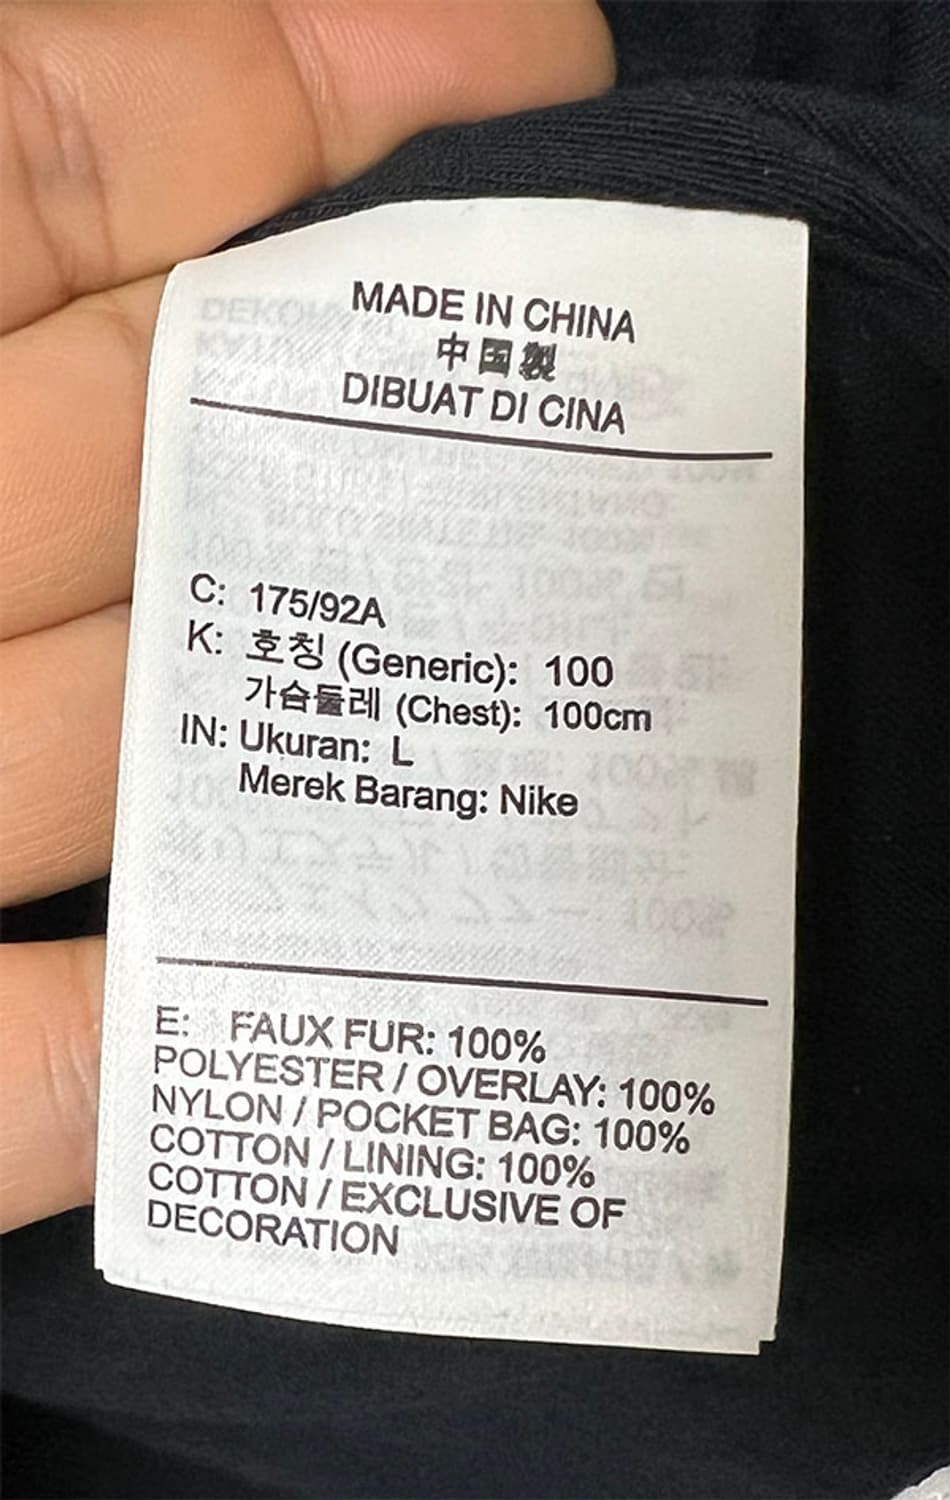 MADE IN CHINA
中国製
DIBUAT DI CINA
C: 175/92A
K: 호칭 (Generic): 100
가슴둘레 (Chest): 100cm
IN: Ukuran: L
Merek Barang: Nike
E: FAUX FUR: 100%
POLYESTER / OVERLAY: 100%
NYLON / POCKET BAG: 100%
COTTON / LINING: 100%
COTTON / EXCLUSIVE OF
DECORATION